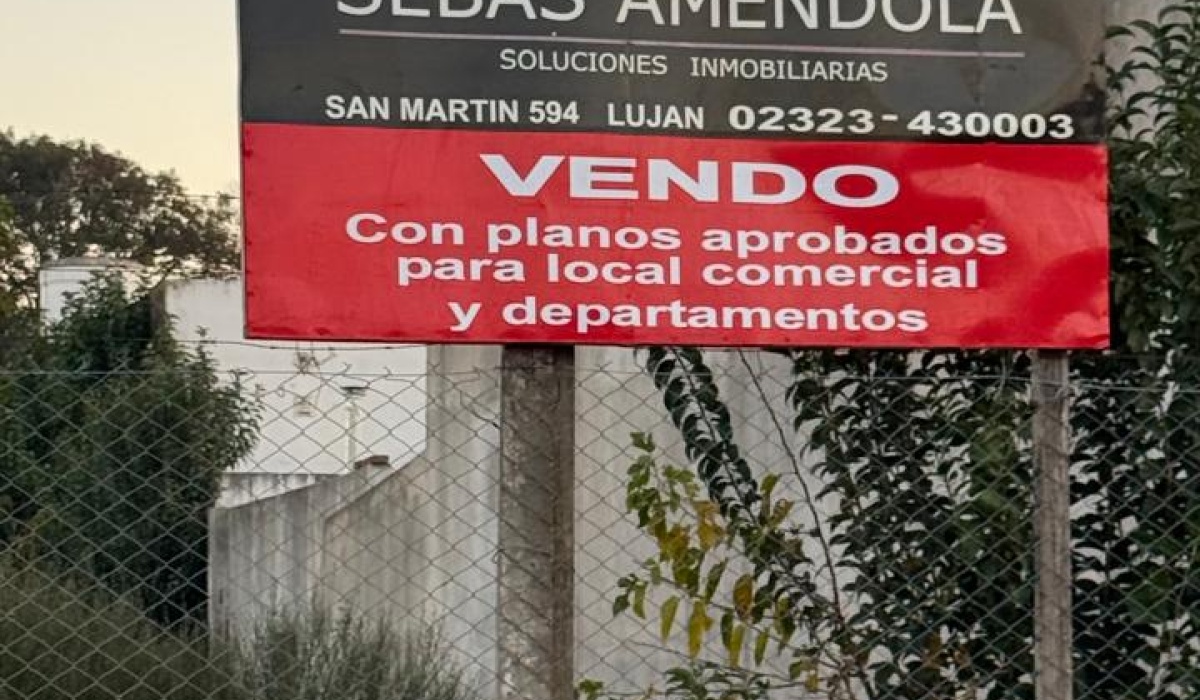 SEBAS AMENDOLA
SOLUCIONES INMOBILIARIAS
SAN MARTIN 594 LUJAN 02323-430003
VENDO
Con planos aprobados
para local comercial
y departamentos